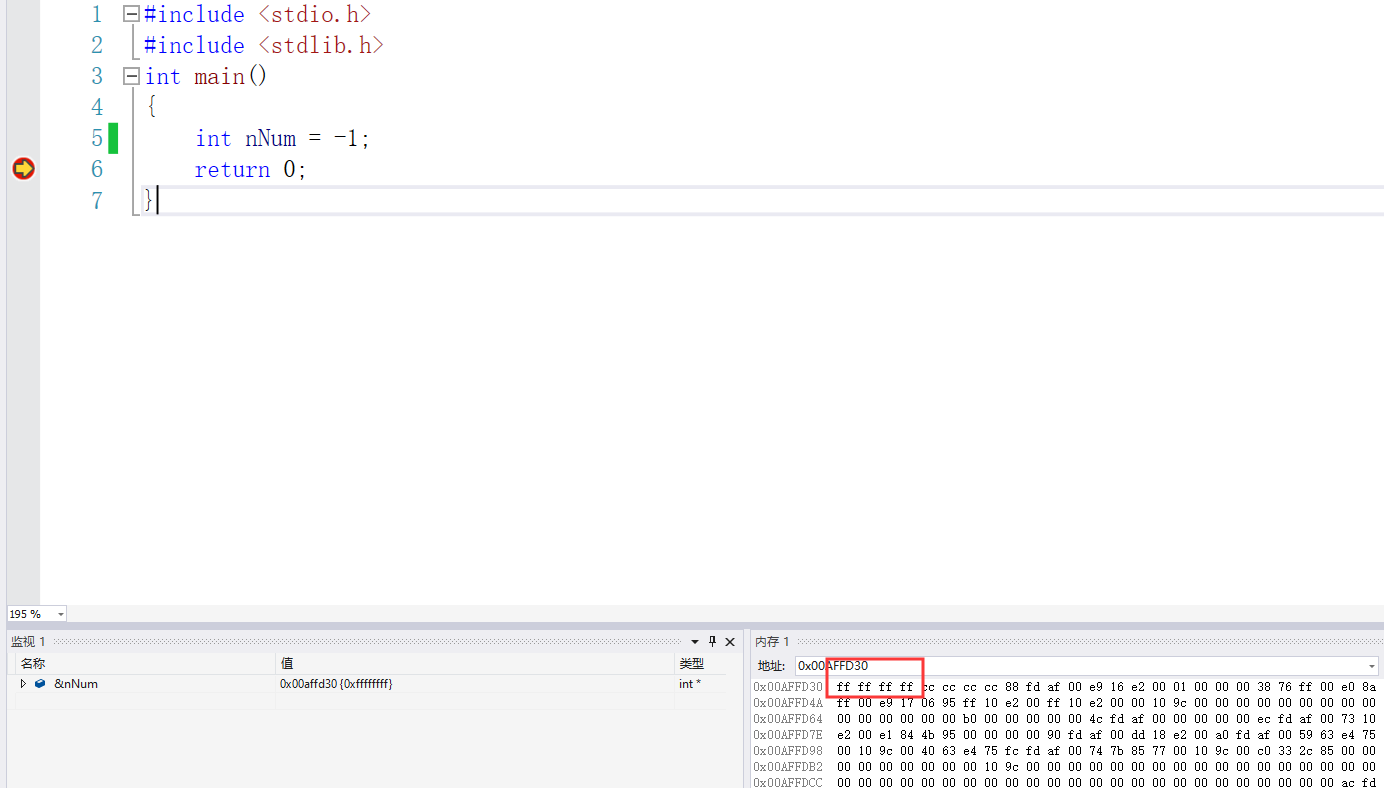 1 #include <stdio.h>
2 #include <stdlib.h>
3 int main()
4 {
5 int nNum = -1;
6 return 0;
7 }
195 %
监视 1
名称 值 类型
&nNum 0x00affd30 {0xffffffff} int *
内存 1
地址: 0x00AFFD30
0x00AFFD30 ff ff ff ff cc cc cc cc 88 fd af 00 e9 16 e2 00 01 00 00 00 38 76 ff 00 e0 8a
0x00AFFD4A ff 00 e9 17 06 95 ff 10 e2 00 ff 10 e2 00 00 10 9c 00 00 00 00 00 00 00 00 00
0x00AFFD64 00 00 00 00 00 00 b0 00 00 00 00 00 4c fd af 00 00 00 00 00 ec fd af 00 73 10
0x00AFFD7E e2 00 e1 84 4b 95 00 00 00 00 90 fd af 00 dd 18 e2 00 a0 fd af 00 59 63 e4 75
0x00AFFD98 00 10 9c 00 40 63 e4 75 fc fd af 00 74 7b 85 77 00 10 9c 00 c0 33 2c 85 00 00
0x00AFFDB2 00 00 00 00 00 00 00 10 9c 00 00 00 00 00 00 00 00 00 00 00 00 00 00 00 00 00
0x00AFFDCC 00 00 00 00 00 00 00 00 00 00 00 00 00 00 00 00 00 00 00 00 00 00 00 00 ac fd